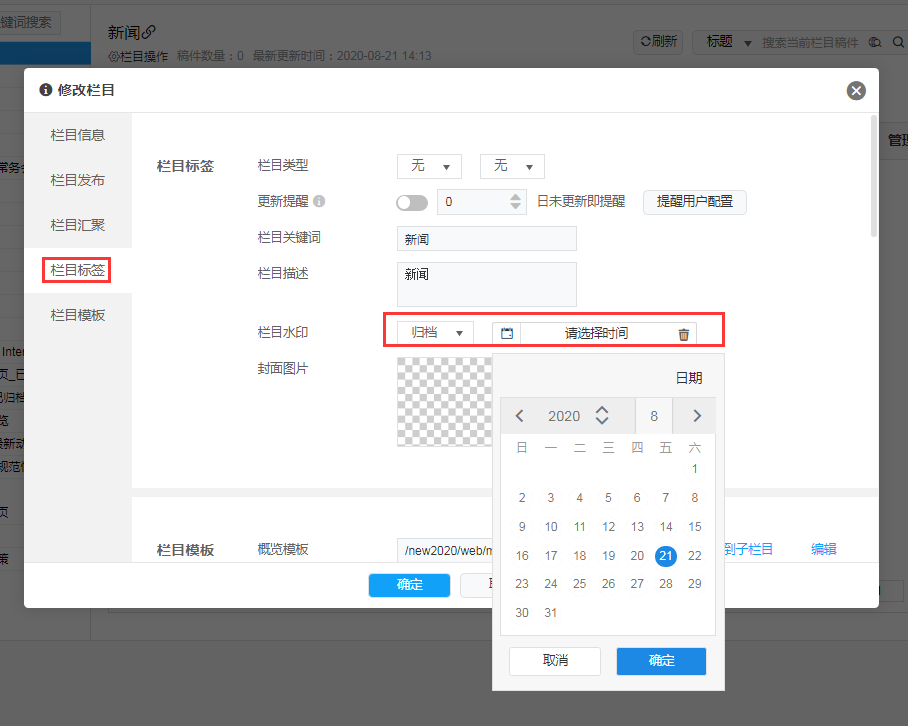 键词搜索
新闻
栏目操作 稿件数量：0 最新更新时间：2020-08-21 14:13
刷新 标题 搜索当前栏目稿件
修改栏目
栏目信息
栏目发布
栏目汇聚
栏目标签
栏目模板
栏目标签
栏目类型 无 无
更新提醒 0 日未更新即提醒 提醒用户配置
栏目关键词 新闻
栏目描述 新闻
栏目水印 归档 请选择时间
封面图片
日期
2020 8
日 一 二 三 四 五 六
1
2 3 4 5 6 7 8
9 10 11 12 13 14 15
16 17 18 19 20 21 22
23 24 25 26 27 28 29
30 31
取消 确定
栏目模板 概览模板 /new2020/web/m 到子栏目 编辑
确定
管理
常务会
Inter
页_已
归档
览
最新动
规范化
页
策